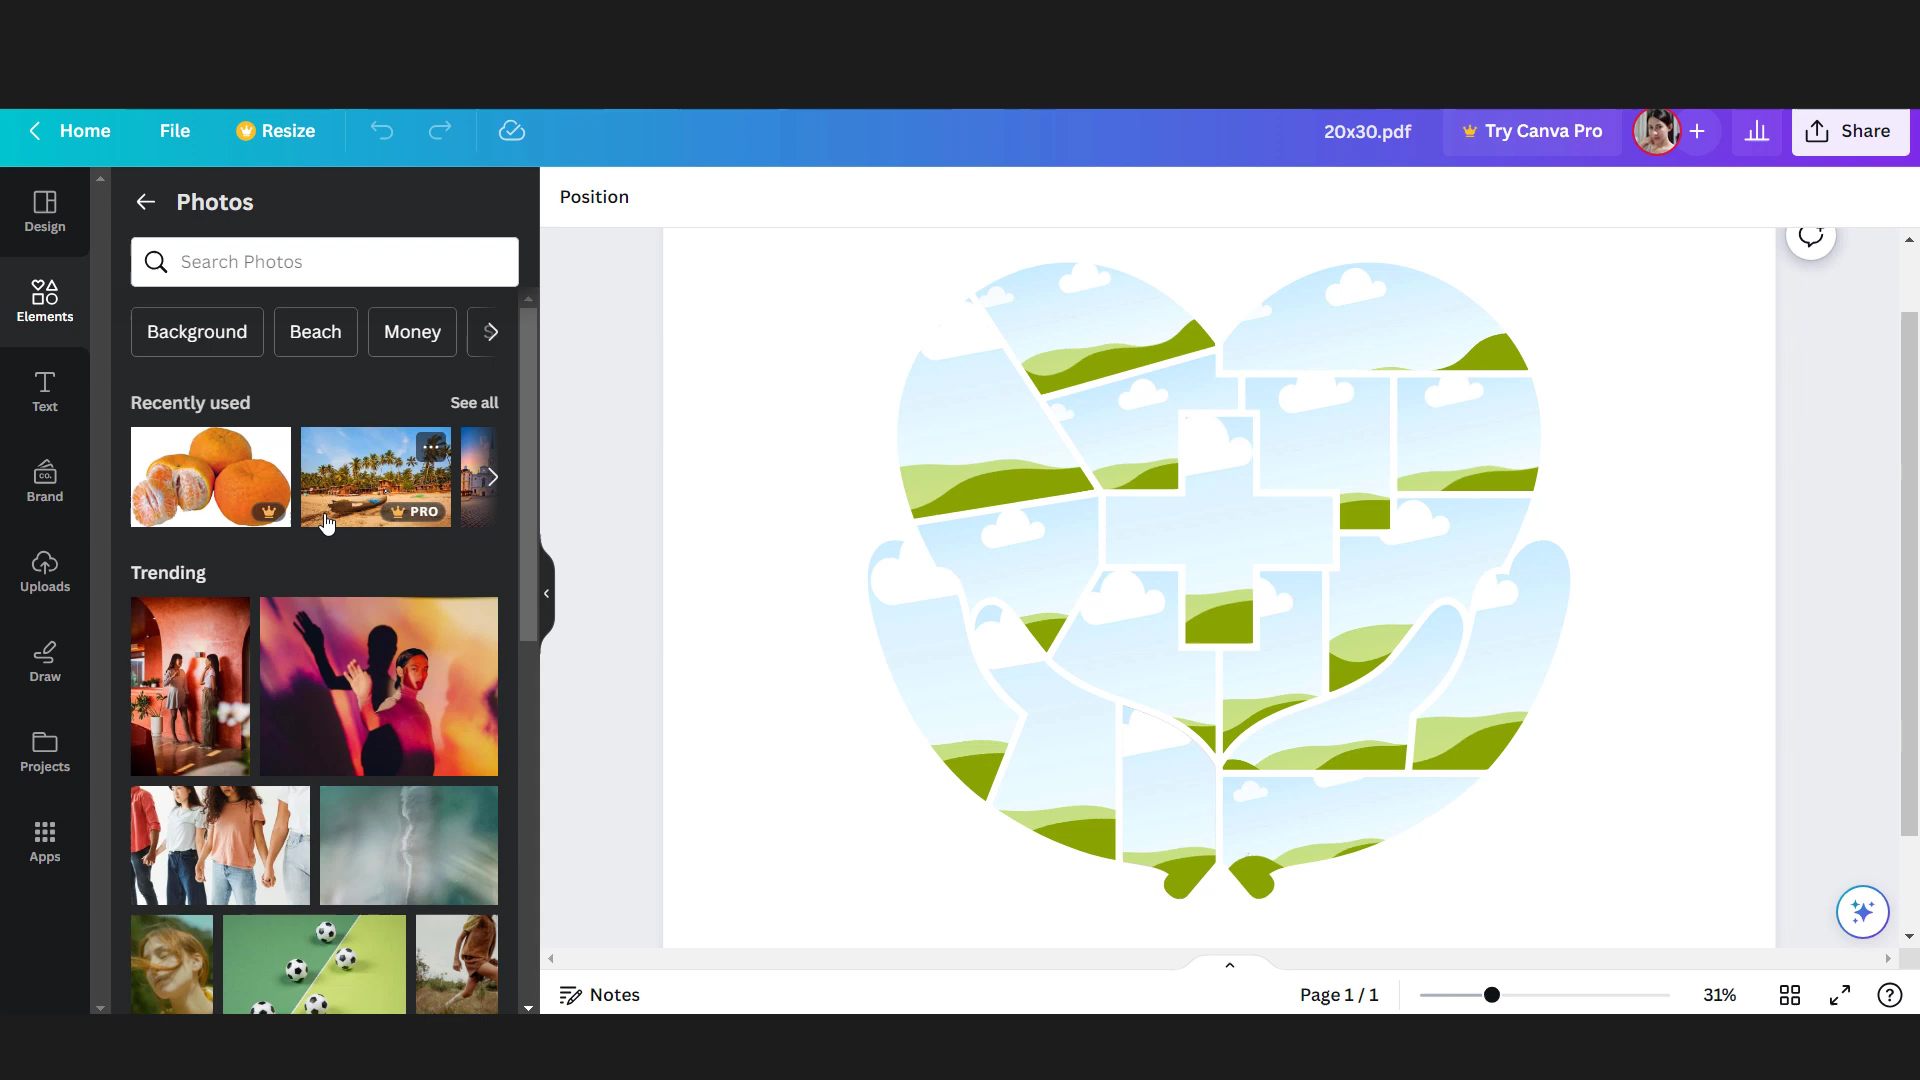 Home
File
Resize
20x30.pdf
Try Canva Pro
Share
Design
Elements
Text
Brand
Uploads
Draw
Projects
Apps
Photos
Search Photos
Background
Beach
Money
Recently used
See all
PRO
Trending
Position
Notes
Page 1 / 1
31%
CO.